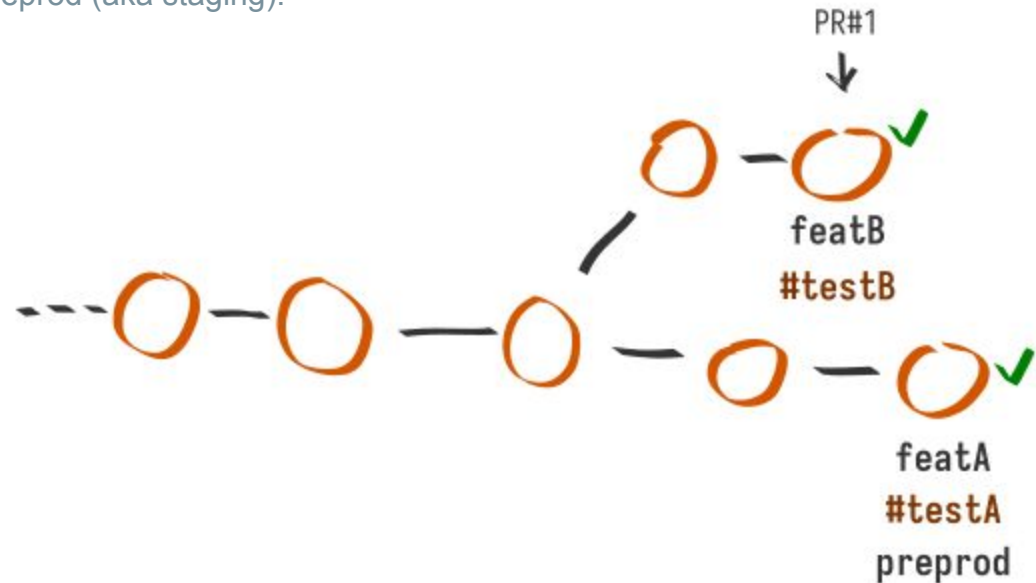 eprod (aka staging).
PR#1
featB
#testB
featA
#testA
preprod